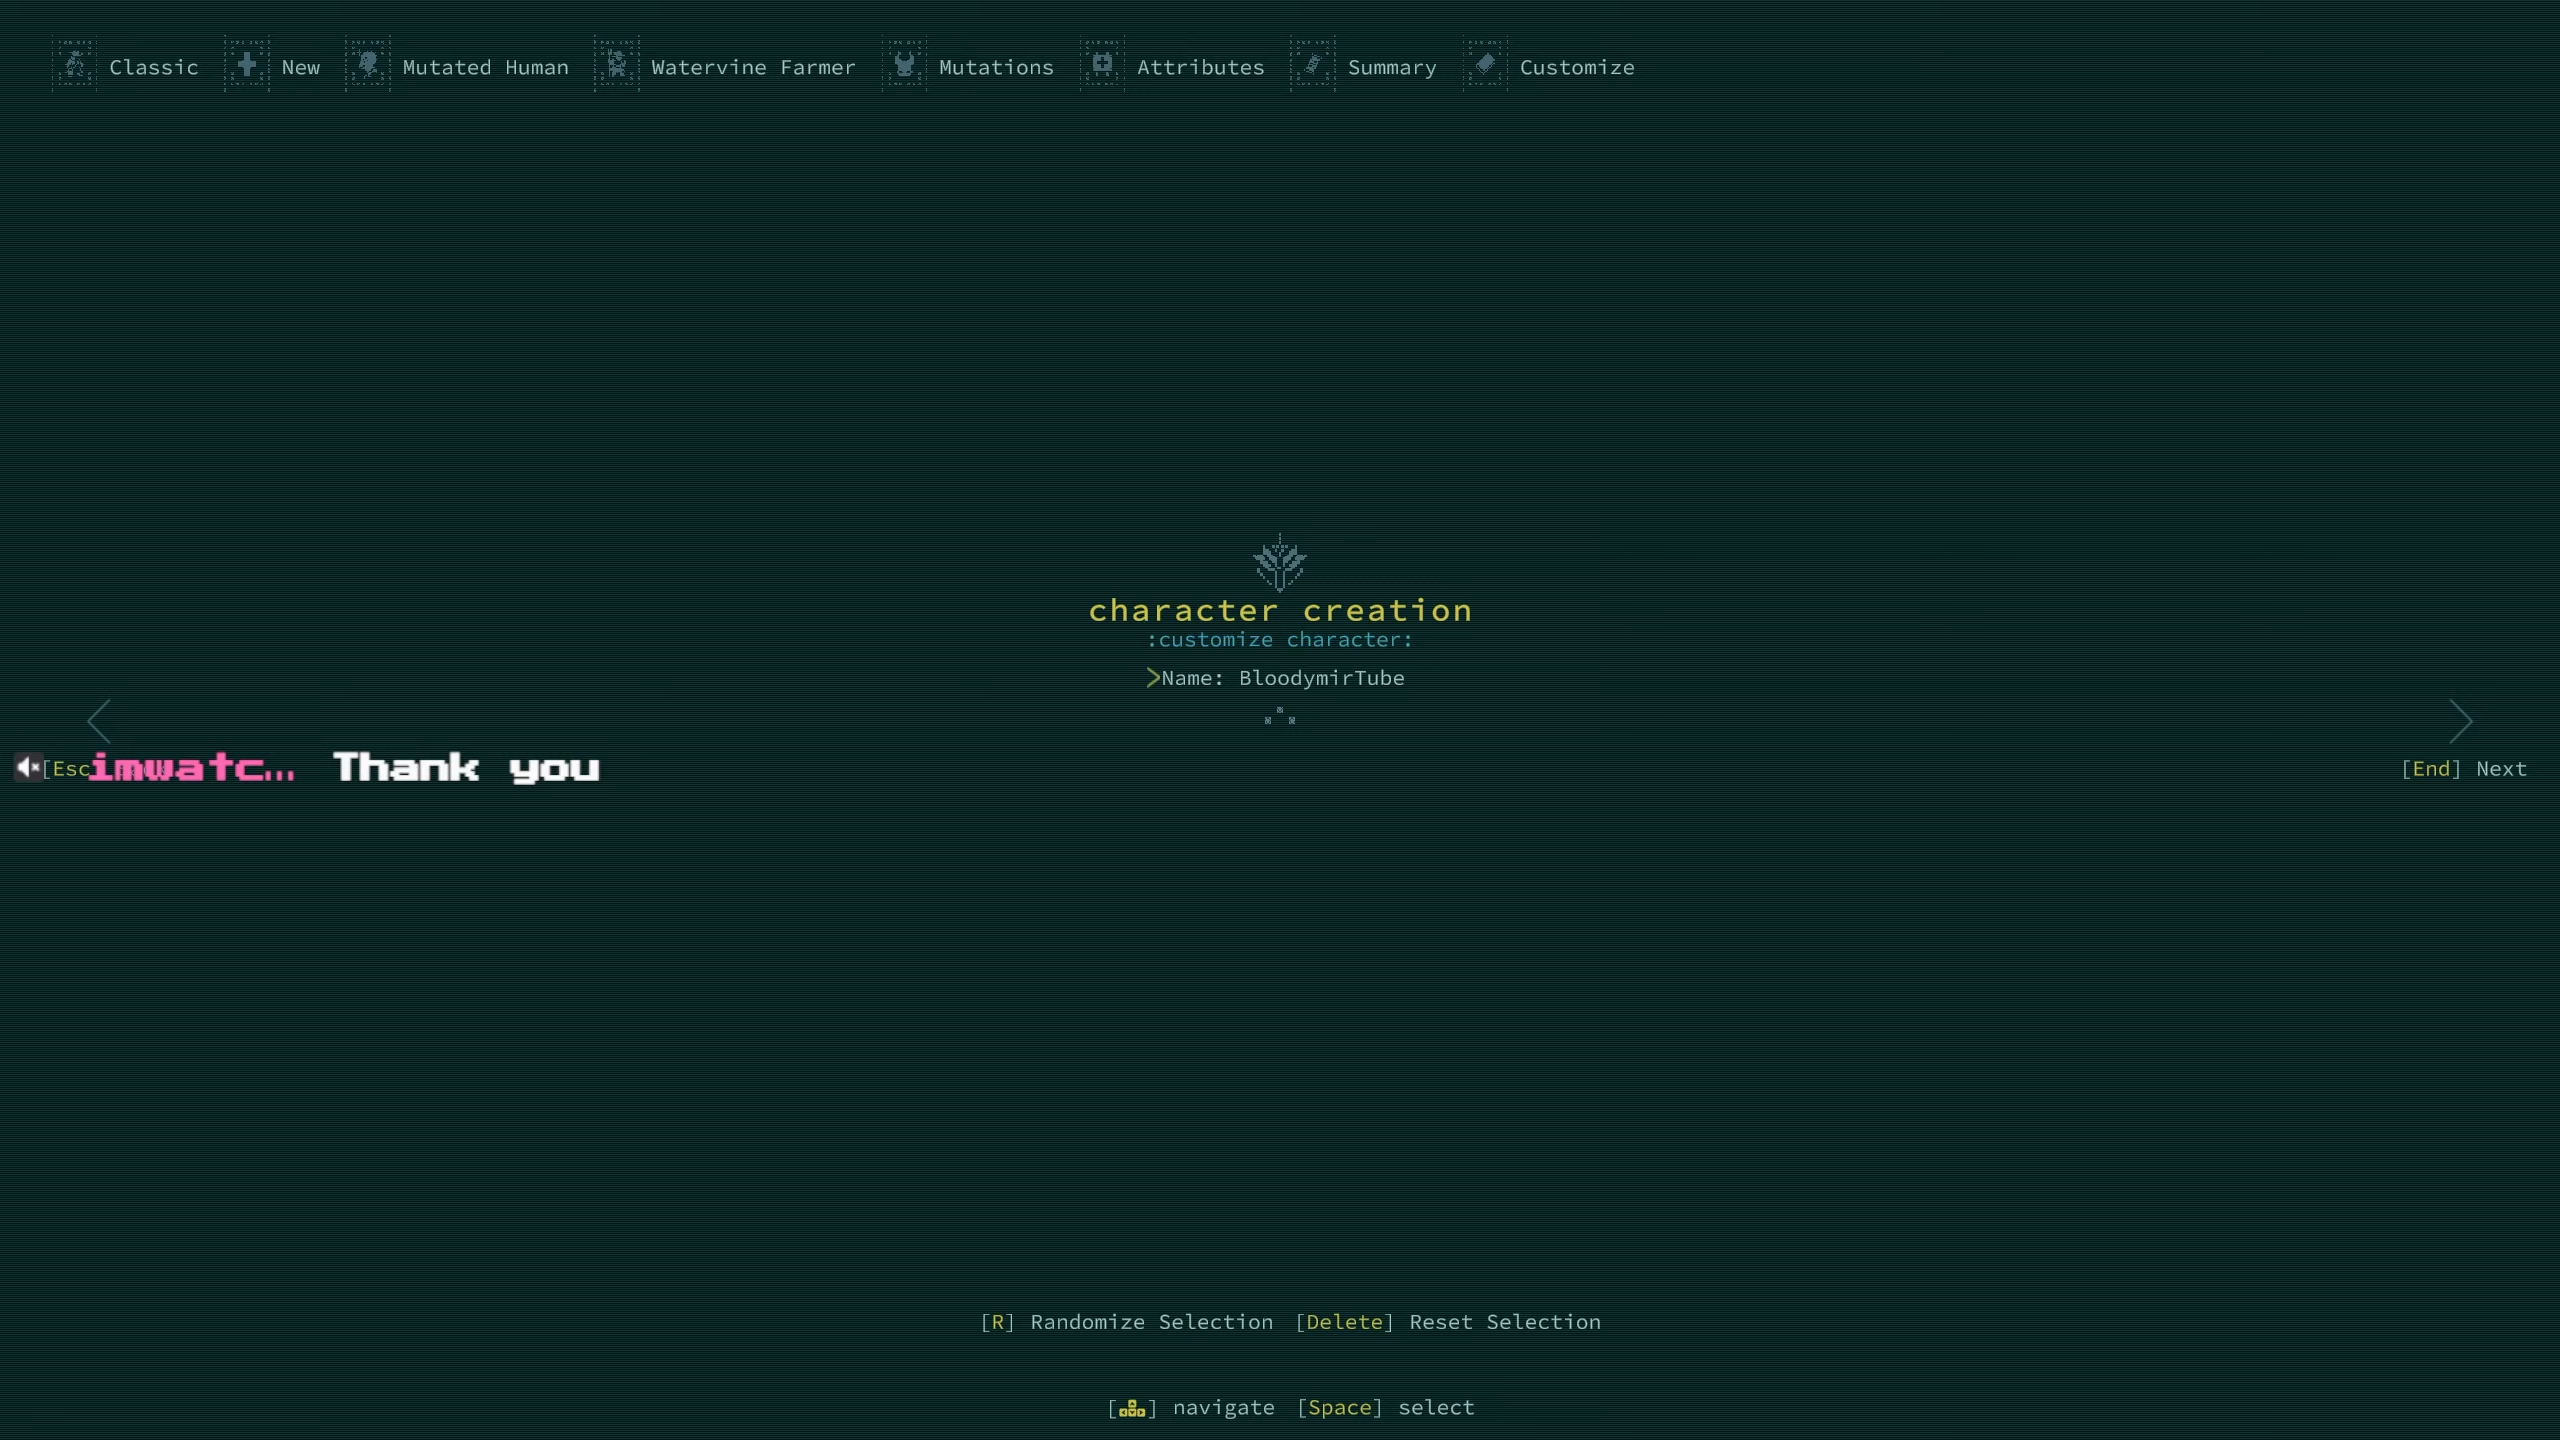 Classic New Mutated Human Watervine Farmer Mutations Attributes Summary Customize
character creation
:customize character:
>Name: BloodymirTube
[Esc imwatc... Thank you
[End] Next
[R] Randomize Selection [Delete] Reset Selection
[] navigate [Space] select